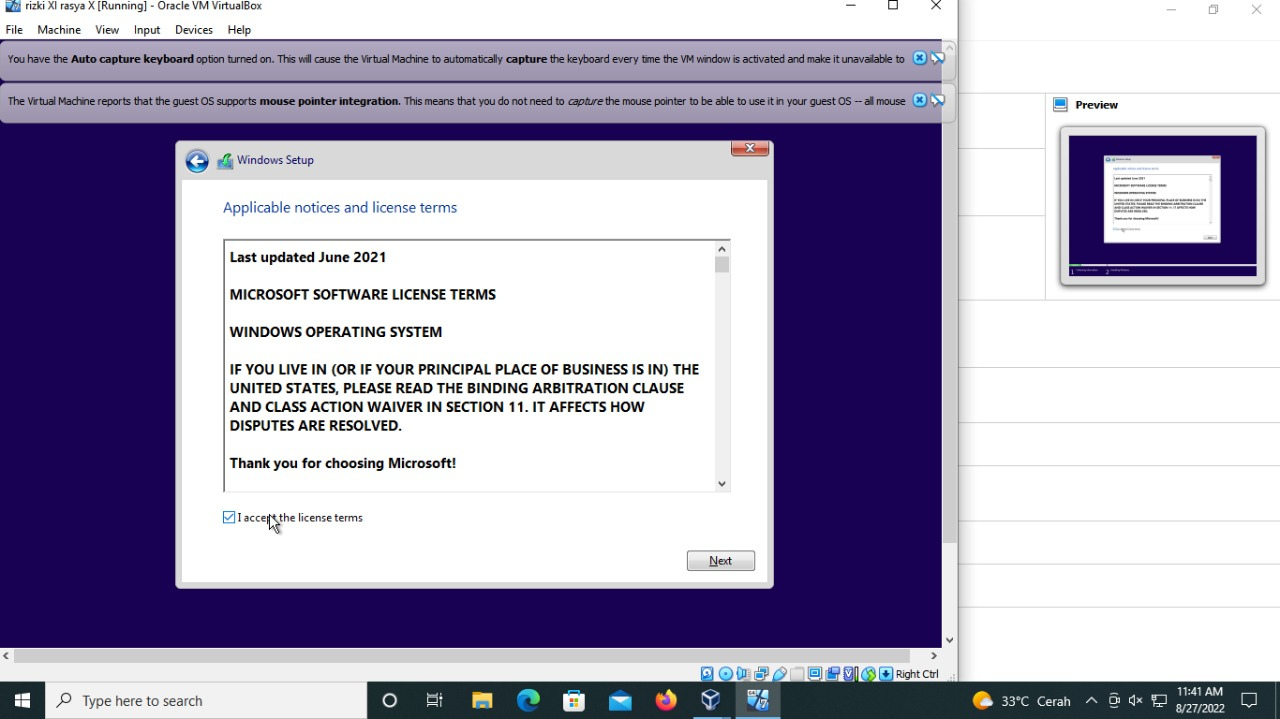 rizki XI rasya X [Running] - Oracle VM VirtualBox
File Machine View Input Devices Help
You have the Auto capture keyboard option turned on. This will cause the Virtual Machine to automatically capture the keyboard every time the VM window is activated and make it unavailable to
The Virtual Machine reports that the guest OS supports mouse pointer integration. This means that you do not need to capture the mouse pointer to be able to use it in your guest OS -- all mouse
Preview
Windows Setup
Applicable notices and license terms
Last updated June 2021
MICROSOFT SOFTWARE LICENSE TERMS
WINDOWS OPERATING SYSTEM
IF YOU LIVE IN (OR IF YOUR PRINCIPAL PLACE OF BUSINESS IS IN) THE
UNITED STATES, PLEASE READ THE BINDING ARBITRATION CLAUSE
AND CLASS ACTION WAIVER IN SECTION 11. IT AFFECTS HOW
DISPUTES ARE RESOLVED.
Thank you for choosing Microsoft!
I accept the license terms
Next
Right Ctrl
Type here to search
33°C Cerah
11:41 AM
8/27/2022